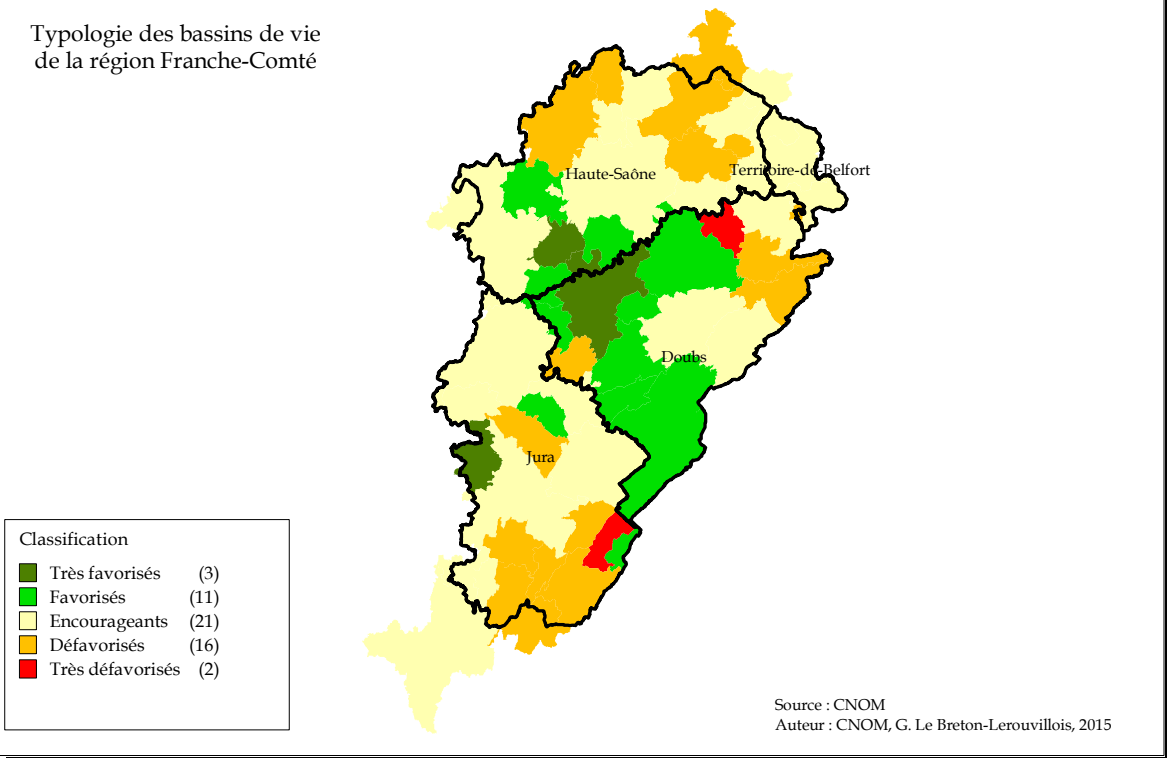 Typologie des bassins de vie
de la région Franche-Comté
Haute-Saône
Territoire-de-Belfort
Doubs
Jura
Classification
Très favorisés (3)
Favorisés (11)
Encourageants (21)
Défavorisés (16)
Très défavorisés (2)
Source : CNOM
Auteur : CNOM, G. Le Breton-Lerouvillois, 2015